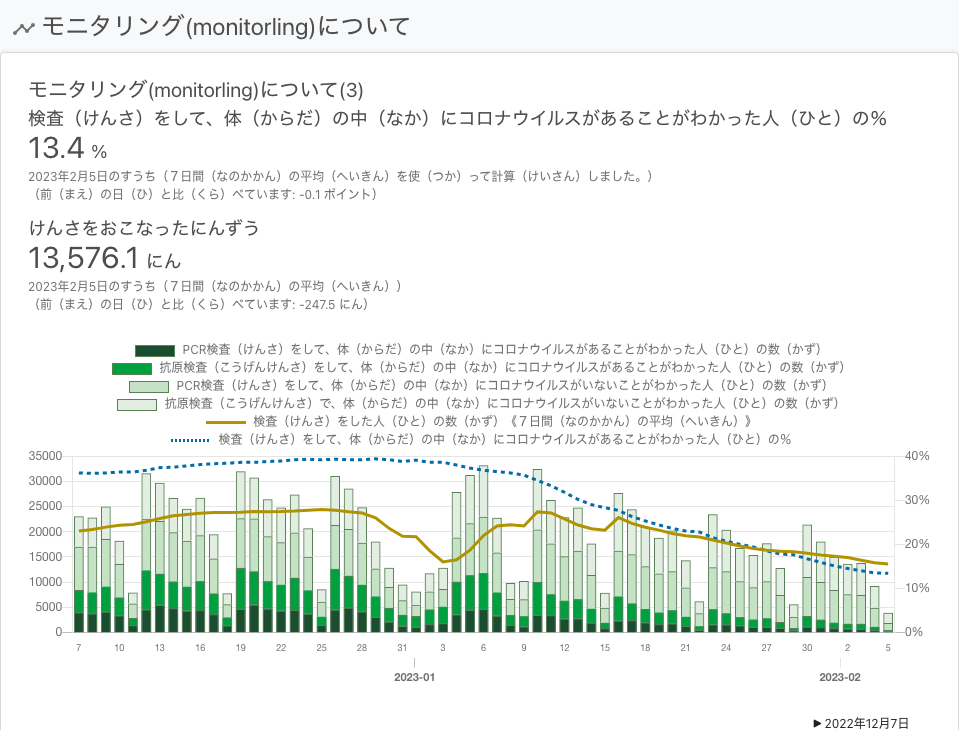 モニタリング(monitorling)について
モニタリング(monitorling)について(3)
検査（けんさ）をして、体（からだ）の中（なか）にコロナウイルスがあることがわかった人（ひと）の％
13.4 %
2023年2月5日のすうち（７日間（なのかかん）の平均（へいきん）を使（つか）って計算（けいさん）しました。）
（前（まえ）の日（ひ）と比（くら）べています: -0.1 ポイント）
けんさをおこなったにんずう
13,576.1 にん
2023年2月5日のすうち（７日間（なのかかん）の平均（へいきん））
（前（まえ）の日（ひ）と比（くら）べています: -247.5 にん）
PCR検査（けんさ）をして、体（からだ）の中（なか）にコロナウイルスがあることがわかった人（ひと）の数（かず）
抗原検査（こうげんけんさ）をして、体（からだ）の中（なか）にコロナウイルスがあることがわかった人（ひと）の数（かず）
PCR検査（けんさ）をして、体（からだ）の中（なか）にコロナウイルスがいないことがわかった人（ひと）の数（かず）
抗原検査（こうげんけんさ）で、体（からだ）の中（なか）にコロナウイルスがいないことがわかった人（ひと）の数（かず）
検査（けんさ）をした人（ひと）の数（かず）《７日間（なのかかん）の平均（へいきん）》
検査（けんさ）をして、体（からだ）の中（なか）にコロナウイルスがあることがわかった人（ひと）の%
35000 40%
30000
25000 30%
20000
15000 20%
10000
5000 10%
0 0%
7 10 13 16 19 22 25 28 31 3 6 9 12 15 18 21 24 27 30 2 5
2023-01 2023-02
▶ 2022年12月7日